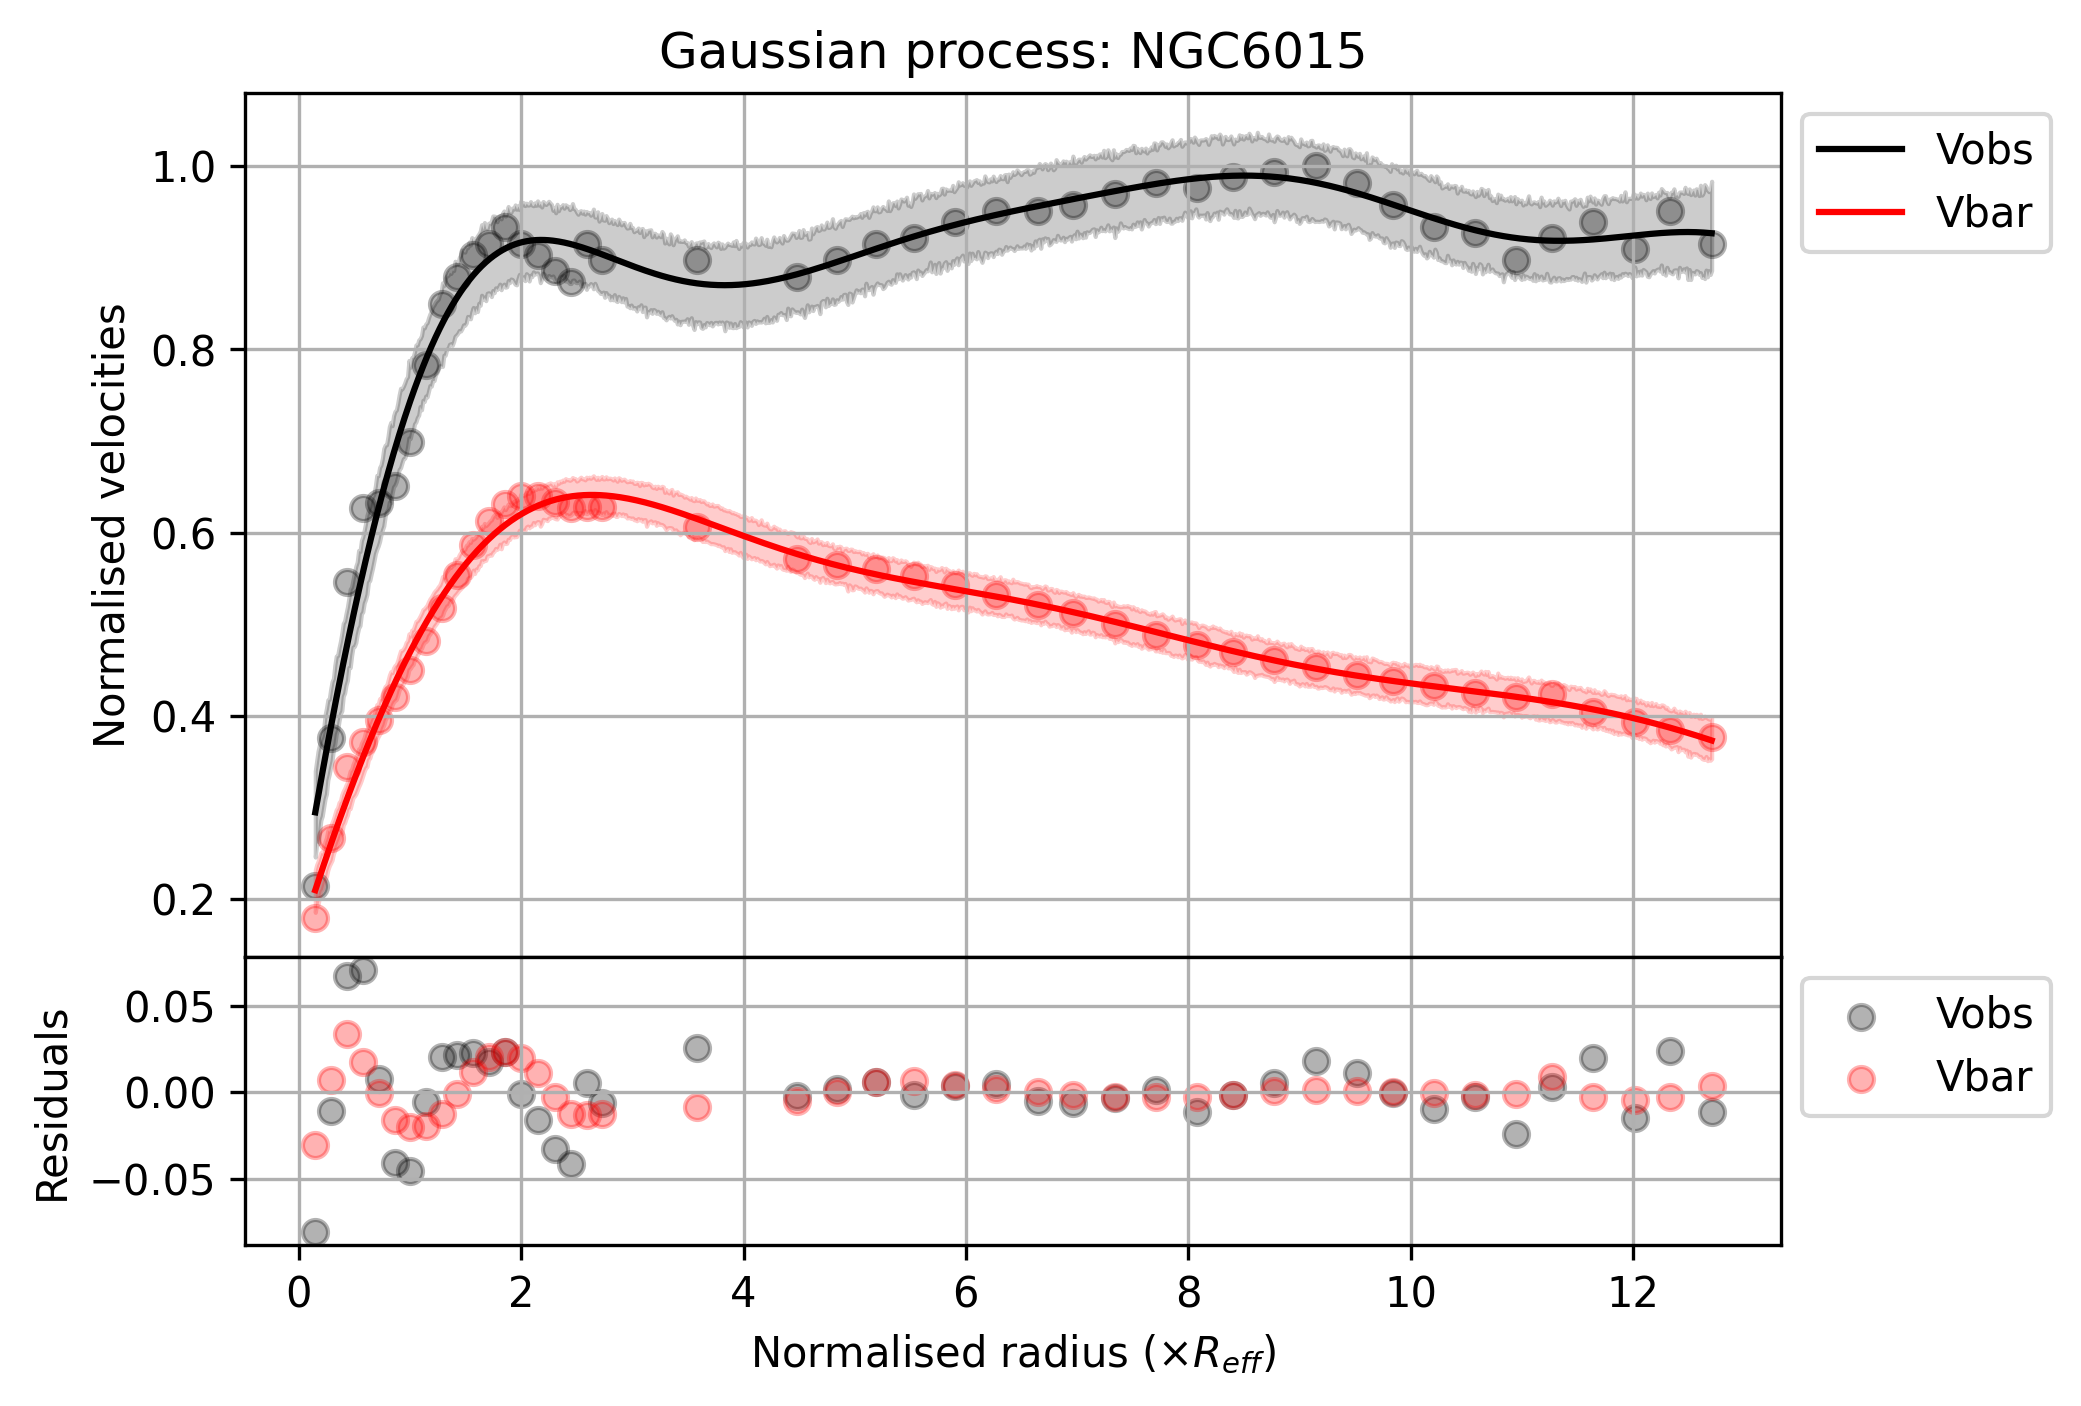 Gaussian process: NGC6015
Normalised velocities
1.0
0.8
0.6
0.4
0.2
Vobs
Vbar
Residuals
0.05
0.00
−0.05
Vobs
Vbar
0 2 4 6 8 10 12
Normalised radius (×R_eff)